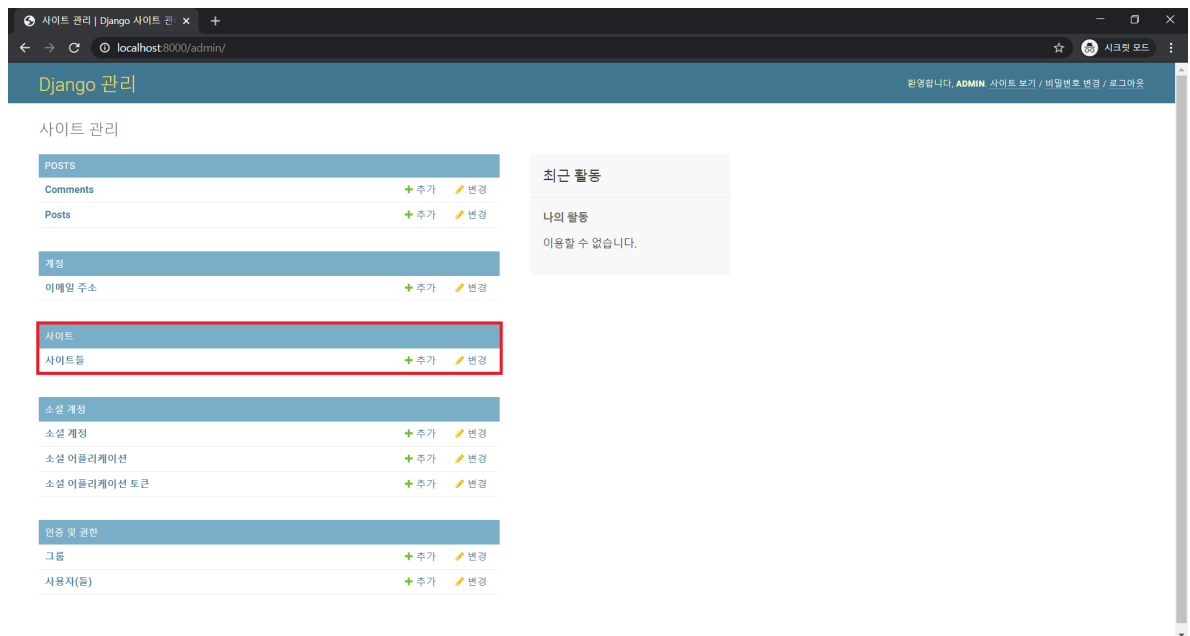 사이트 관리 | Django 사이트 관
localhost:8000/admin/
시크릿 모드
Django 관리
환영합니다, ADMIN. 사이트 보기 / 비밀번호 변경 / 로그아웃
사이트 관리
POSTS
Comments 추가 변경
Posts 추가 변경
계정
이메일 주소 추가 변경
사이트
사이트들 추가 변경
소셜 계정
소셜 계정 추가 변경
소셜 어플리케이션 추가 변경
소셜 어플리케이션 토큰 추가 변경
인증 및 권한
그룹 추가 변경
사용자(들) 추가 변경
최근 활동
나의 활동
이용할 수 없습니다.